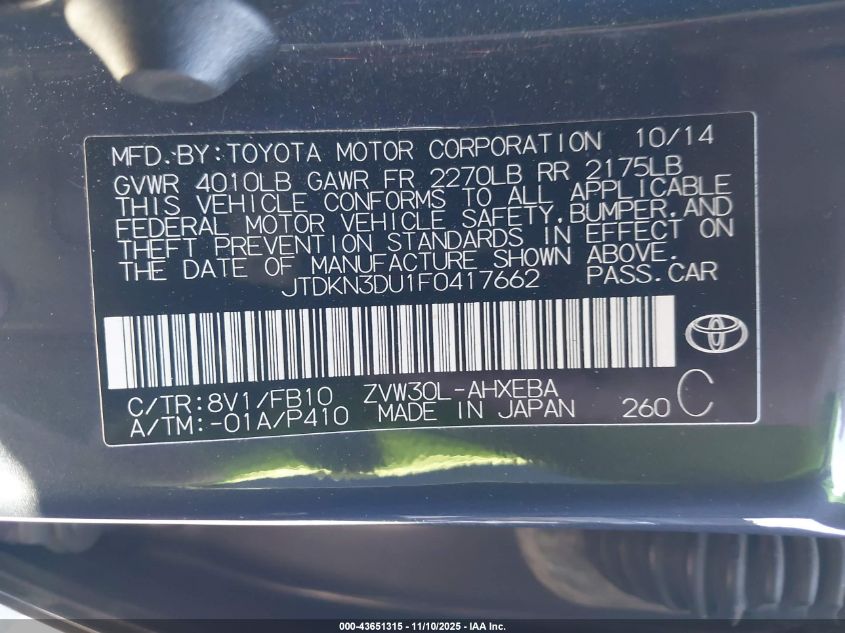 MFD.BY:TOYOTA MOTOR CORPORATION 10/14
GVWR 4010LB GAWR FR 2270LB RR 2175LB
THIS VEHICLE CONFORMS TO ALL APPLICABLE
FEDERAL MOTOR VEHICLE SAFETY,BUMPER,AND
THEFT PREVENTION STANDARDS IN EFFECT ON
THE DATE OF MANUFACTURE SHOWN ABOVE.
JTDKN3DU1F0417662 PASS.CAR
C/TR:8V1/FB10 ZVW30L-AHXEBA
A/TM:-01A/P410 MADE IN JAPAN 260 C
000-43651315 - 11/10/2025 - IAA Inc.